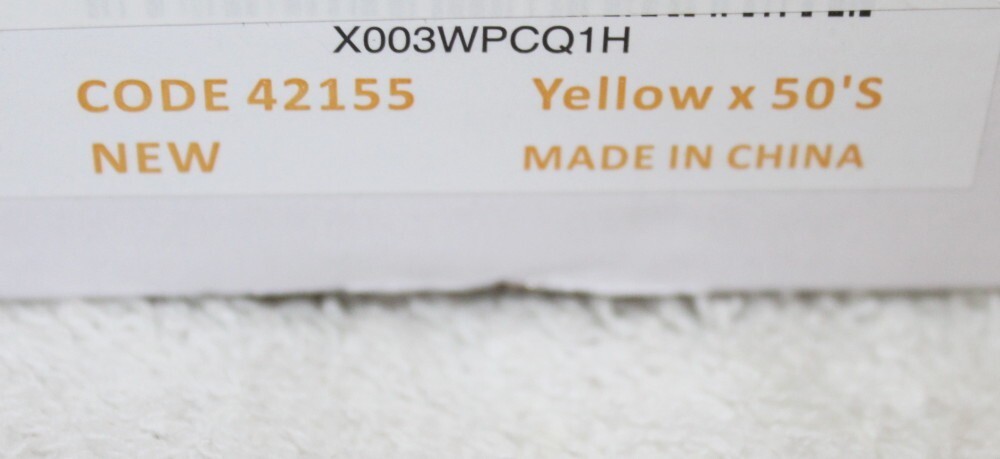 X003WPCQ1H
CODE 42155 Yellow x 50'S
NEW MADE IN CHINA